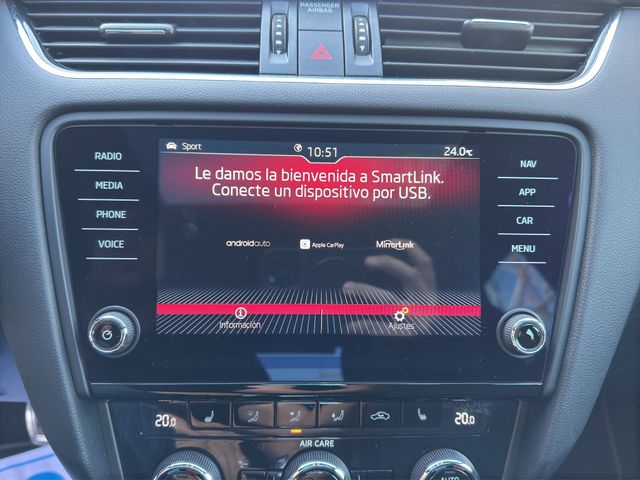 PASSENGER
AIRBAG
Sport
10:51
24.0°C
RADIO
MEDIA
PHONE
VOICE
Le damos la bienvenida a SmartLink.
Conecte un dispositivo por USB.
androidauto
Apple CarPlay
MirrorLink
Información
Ajustes
NAV
APP
CAR
MENU
20.0
20.0
AIR CARE
AUTO